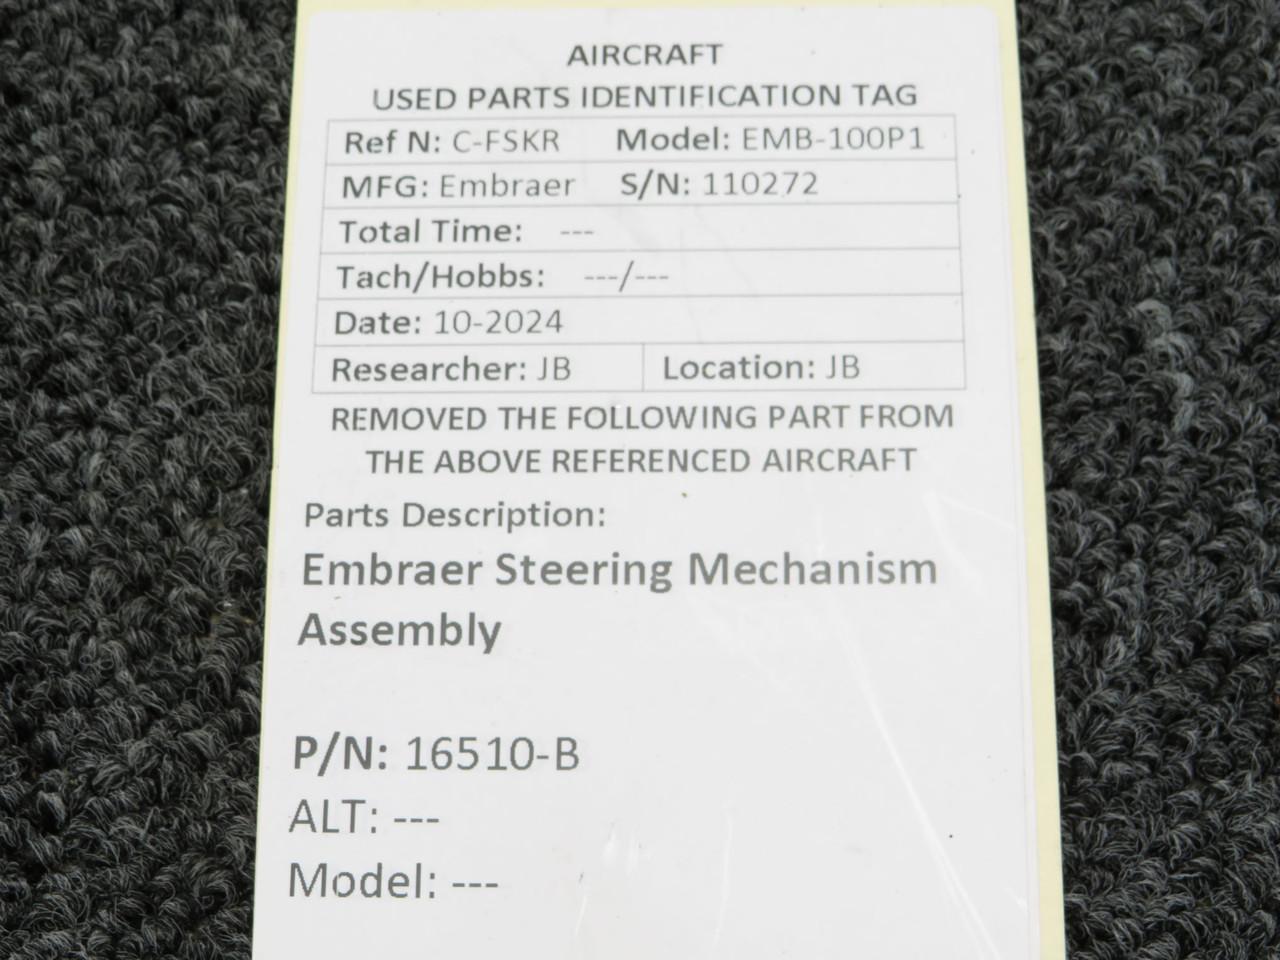 AIRCRAFT
USED PARTS IDENTIFICATION TAG
Ref N: C-FSKR Model: EMB-100P1
MFG: Embraer S/N: 110272
Total Time: ---
Tach/Hobbs: ---/---
Date: 10-2024
Researcher: JB Location: JB
REMOVED THE FOLLOWING PART FROM
THE ABOVE REFERENCED AIRCRAFT
Parts Description:
Embraer Steering Mechanism
Assembly
P/N: 16510-B
ALT: ---
Model: ---